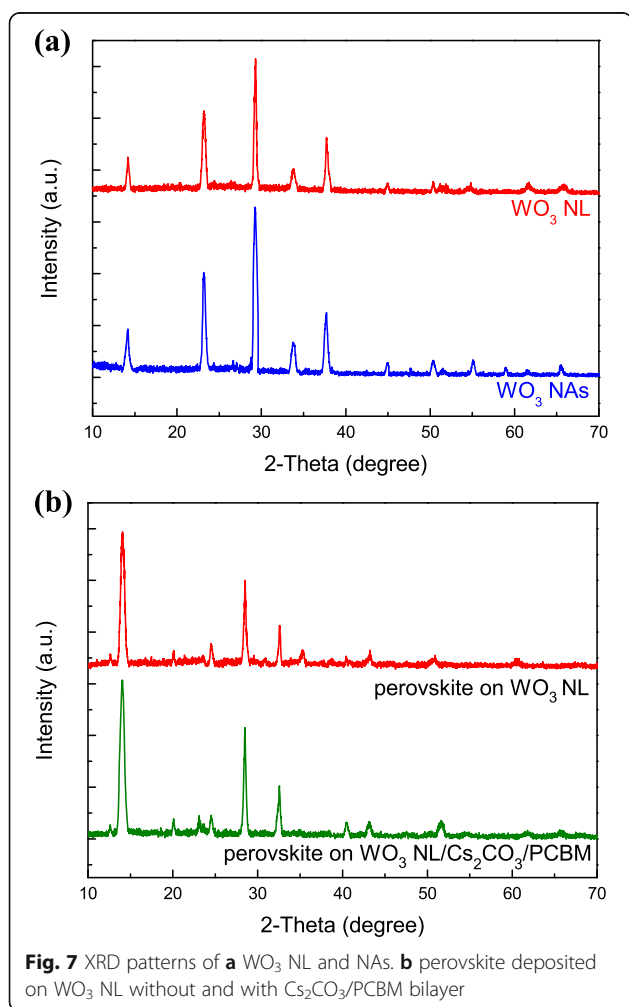 (a)
Intensity (a.u.)
WO₃ NL
WO₃ NAs
10 20 30 40 50 60 70
2-Theta (degree)
(b)
Intensity (a.u.)
perovskite on WO₃ NL
perovskite on WO₃ NL/Cs₂CO₃/PCBM
10 20 30 40 50 60 70
2-Theta (degree)
Fig. 7 XRD patterns of a WO₃ NL and NAs. b perovskite deposited
on WO₃ NL without and with Cs₂CO₃/PCBM bilayer